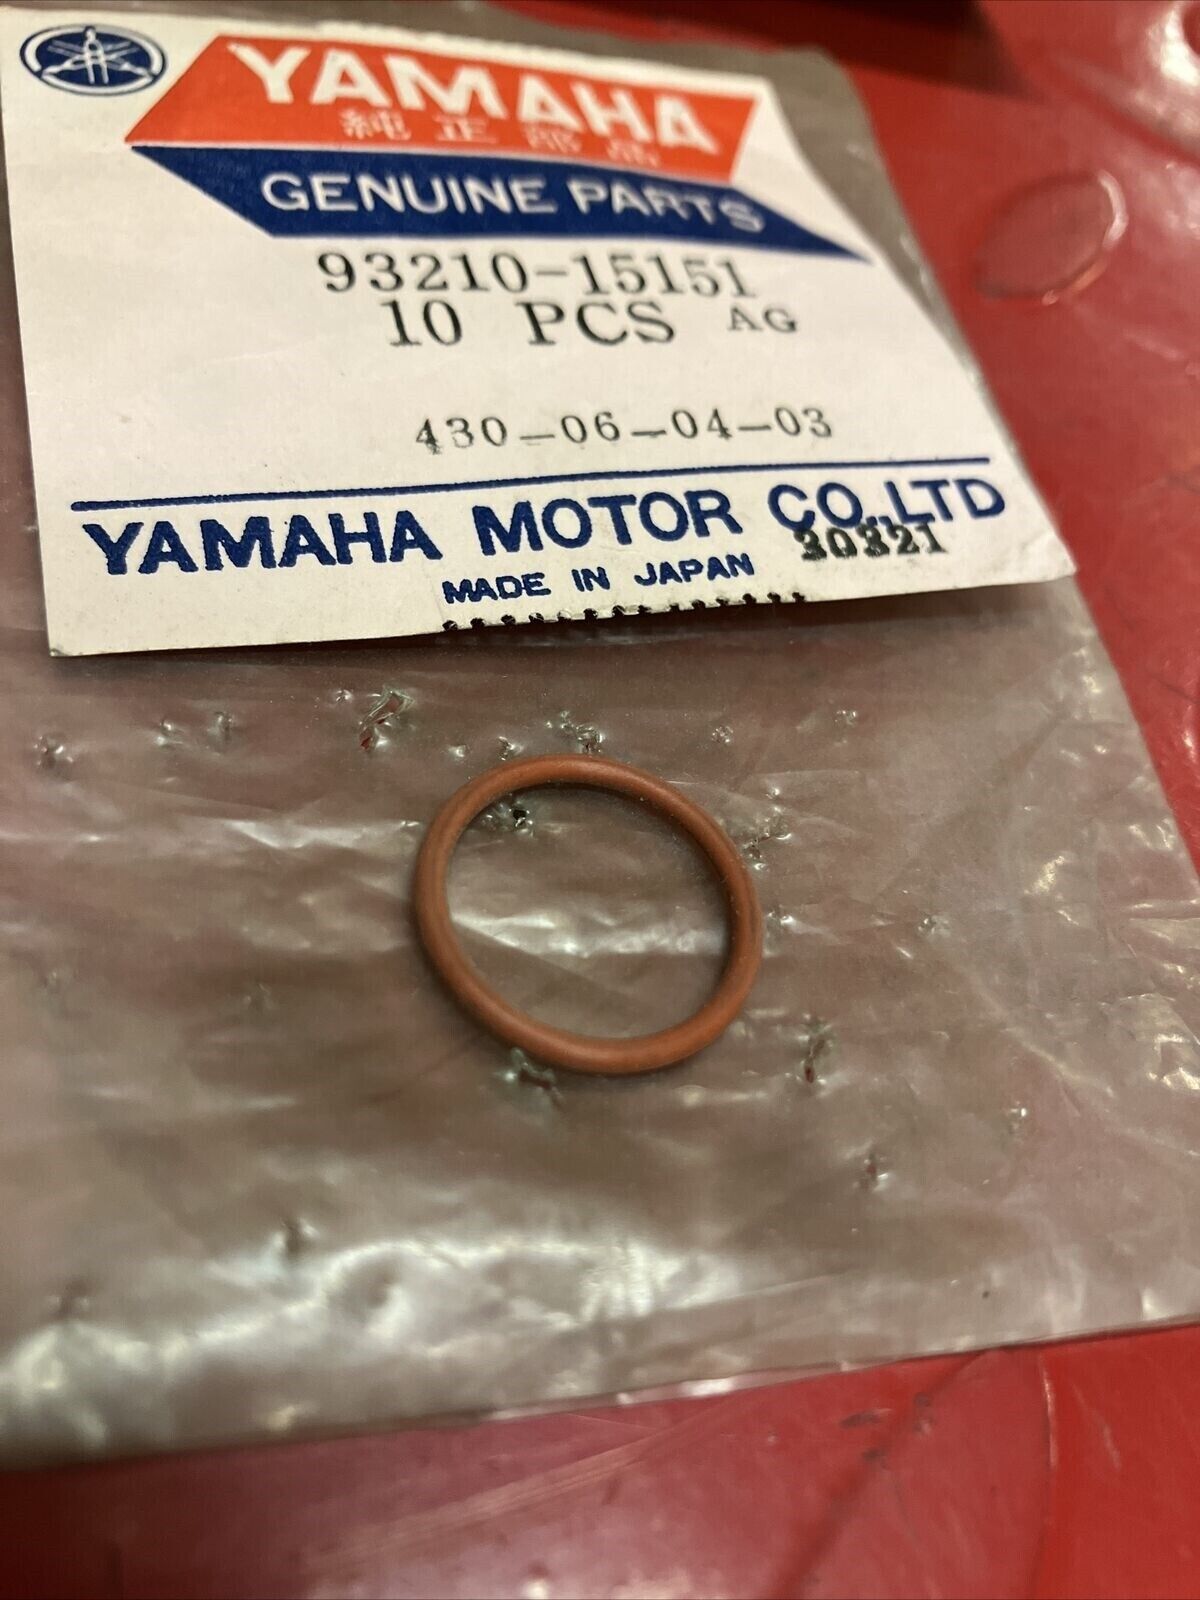 YAMAHA
純正部品
GENUINE PARTS
93210-15151
10 PCS AG
430-06-04-03
YAMAHA MOTOR CO.,LTD
30321
MADE IN JAPAN